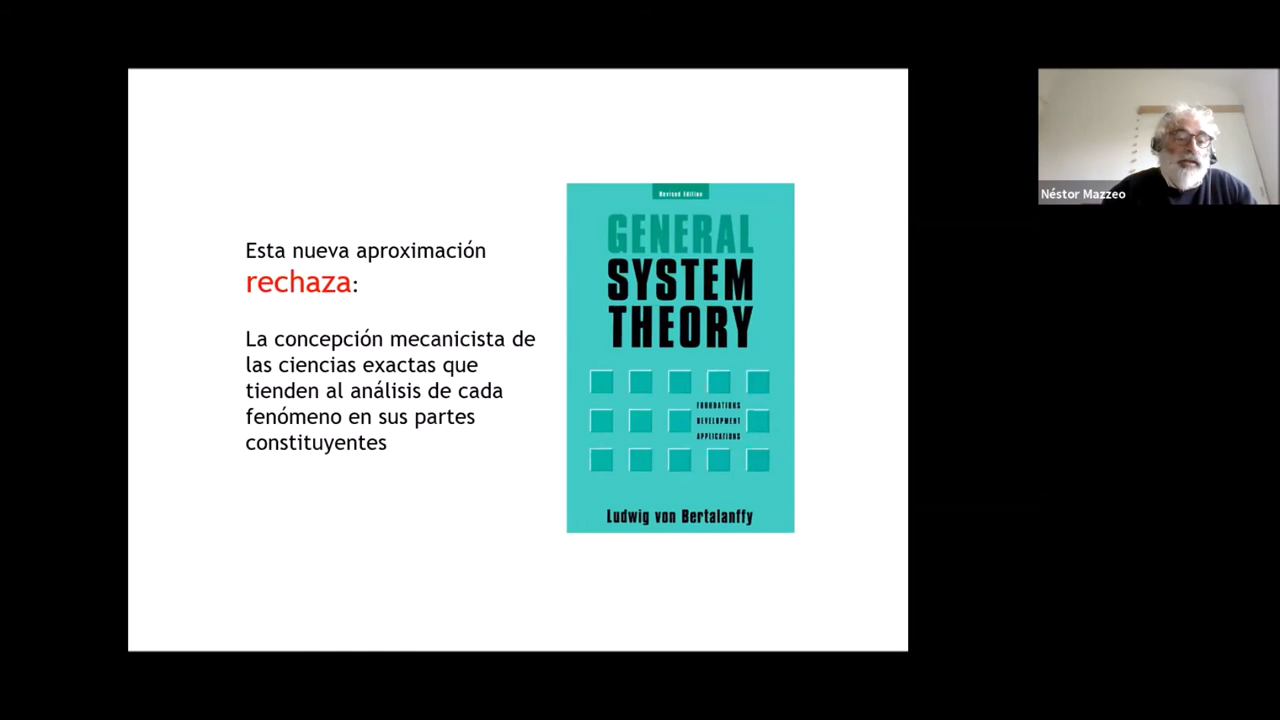 Esta nueva aproximación
rechaza:
La concepción mecanicista de
las ciencias exactas que
tienden al análisis de cada
fenómeno en sus partes
constituyentes
Revised Edition
GENERAL
SYSTEM
THEORY
FOUNDATIONS
DEVELOPMENT
APPLICATIONS
Ludwig von Bertalanffy
Néstor Mazzeo